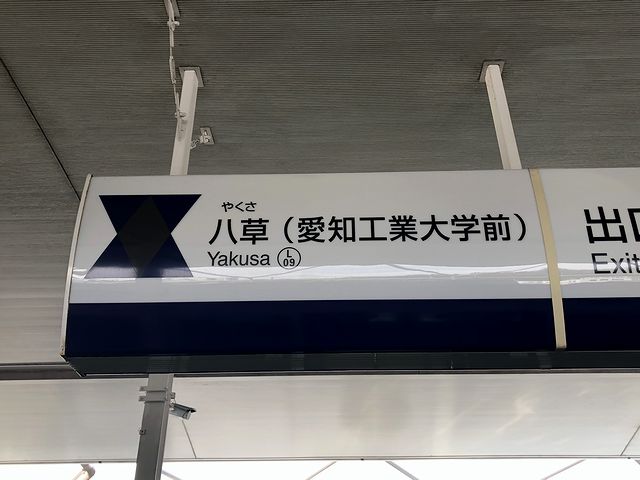 やくさ
八草（愛知工業大学前）
Yakusa L09
出口
Exit